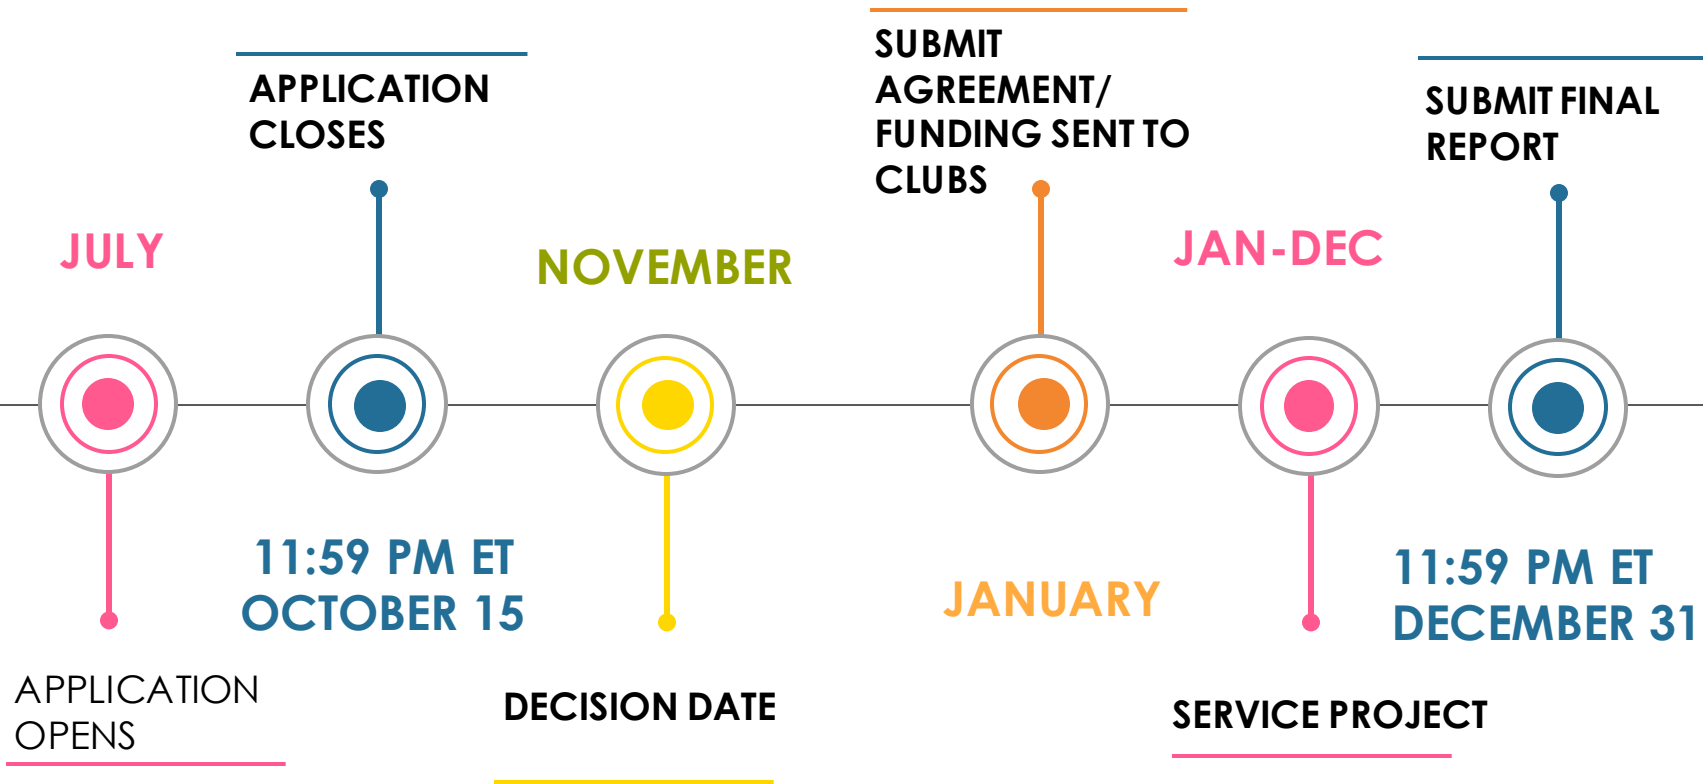 JULY
APPLICATION
OPENS
APPLICATION
CLOSES
11:59 PM ET
OCTOBER 15
NOVEMBER
DECISION DATE
SUBMIT
AGREEMENT/
FUNDING SENT TO
CLUBS
JANUARY
JAN-DEC
SERVICE PROJECT
SUBMIT FINAL
REPORT
11:59 PM ET
DECEMBER 31